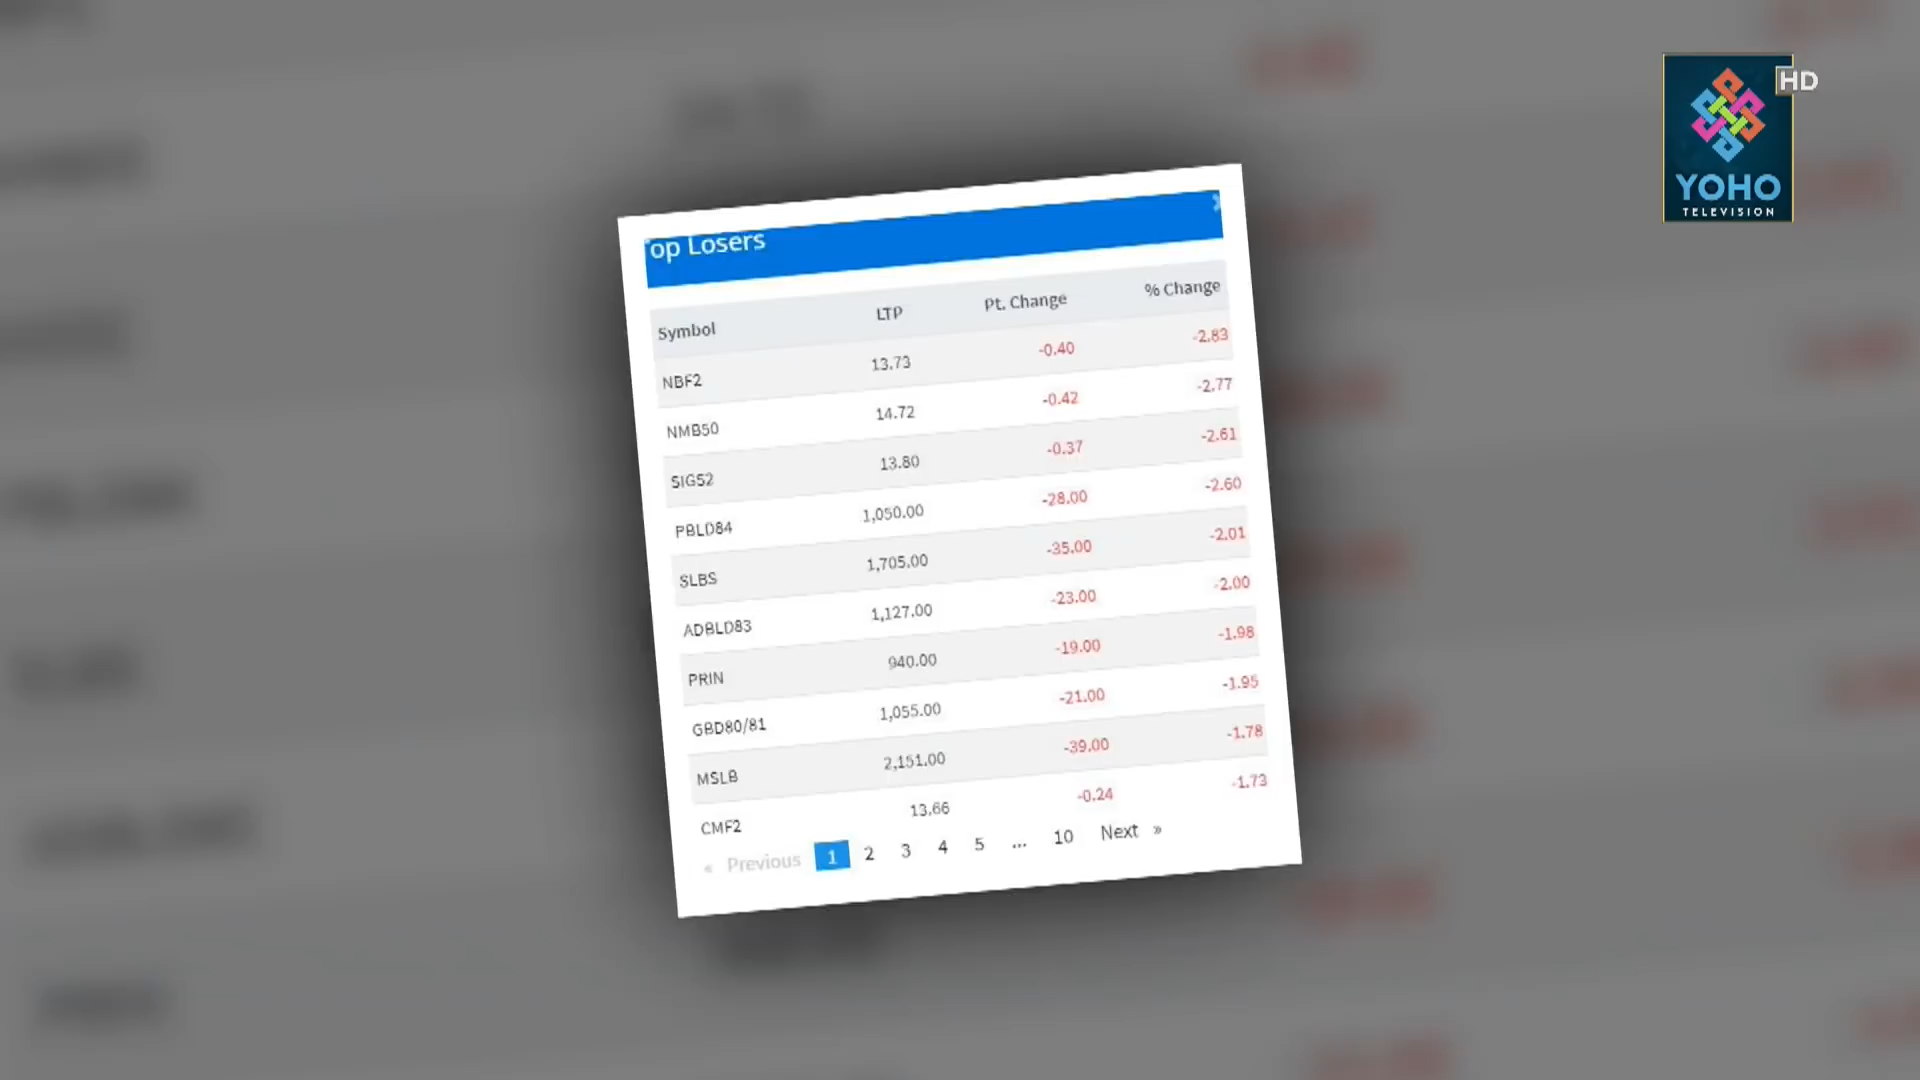 HD
YOHO
TELEVISION
op Losers
Symbol LTP Pt. Change % Change
NBF2 13.73 -0.40 -2.83
NMB50 14.72 -0.42 -2.77
SIGS2 13.80 -0.37 -2.61
PBLD84 1,050.00 -28.00 -2.60
SLBS 1,705.00 -35.00 -2.01
ADBLD83 1,127.00 -23.00 -2.00
PRIN 940.00 -19.00 -1.98
GBD80/81 1,055.00 -21.00 -1.95
MSLB 2,151.00 -39.00 -1.78
CMF2 13.66 -0.24 -1.73
« Previous 1 2 3 4 5 ... 10 Next »